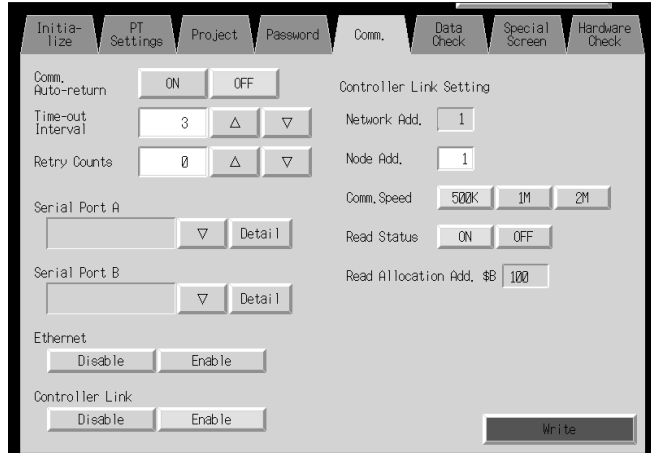 Initia-
lize
PT
Settings
Project
Password
Comm.
Data
Check
Special
Screen
Hardware
Check
Comm.
Auto-return
ON
OFF
Time-out
Interval
3
△
▽
Retry Counts
0
△
▽
Serial Port A
▽
Detail
Serial Port B
▽
Detail
Ethernet
Disable
Enable
Controller Link
Disable
Enable
Controller Link Setting
Network Add.
1
Node Add.
1
Comm.Speed
500K
1M
2M
Read Status
ON
OFF
Read Allocation Add. $B
100
Write